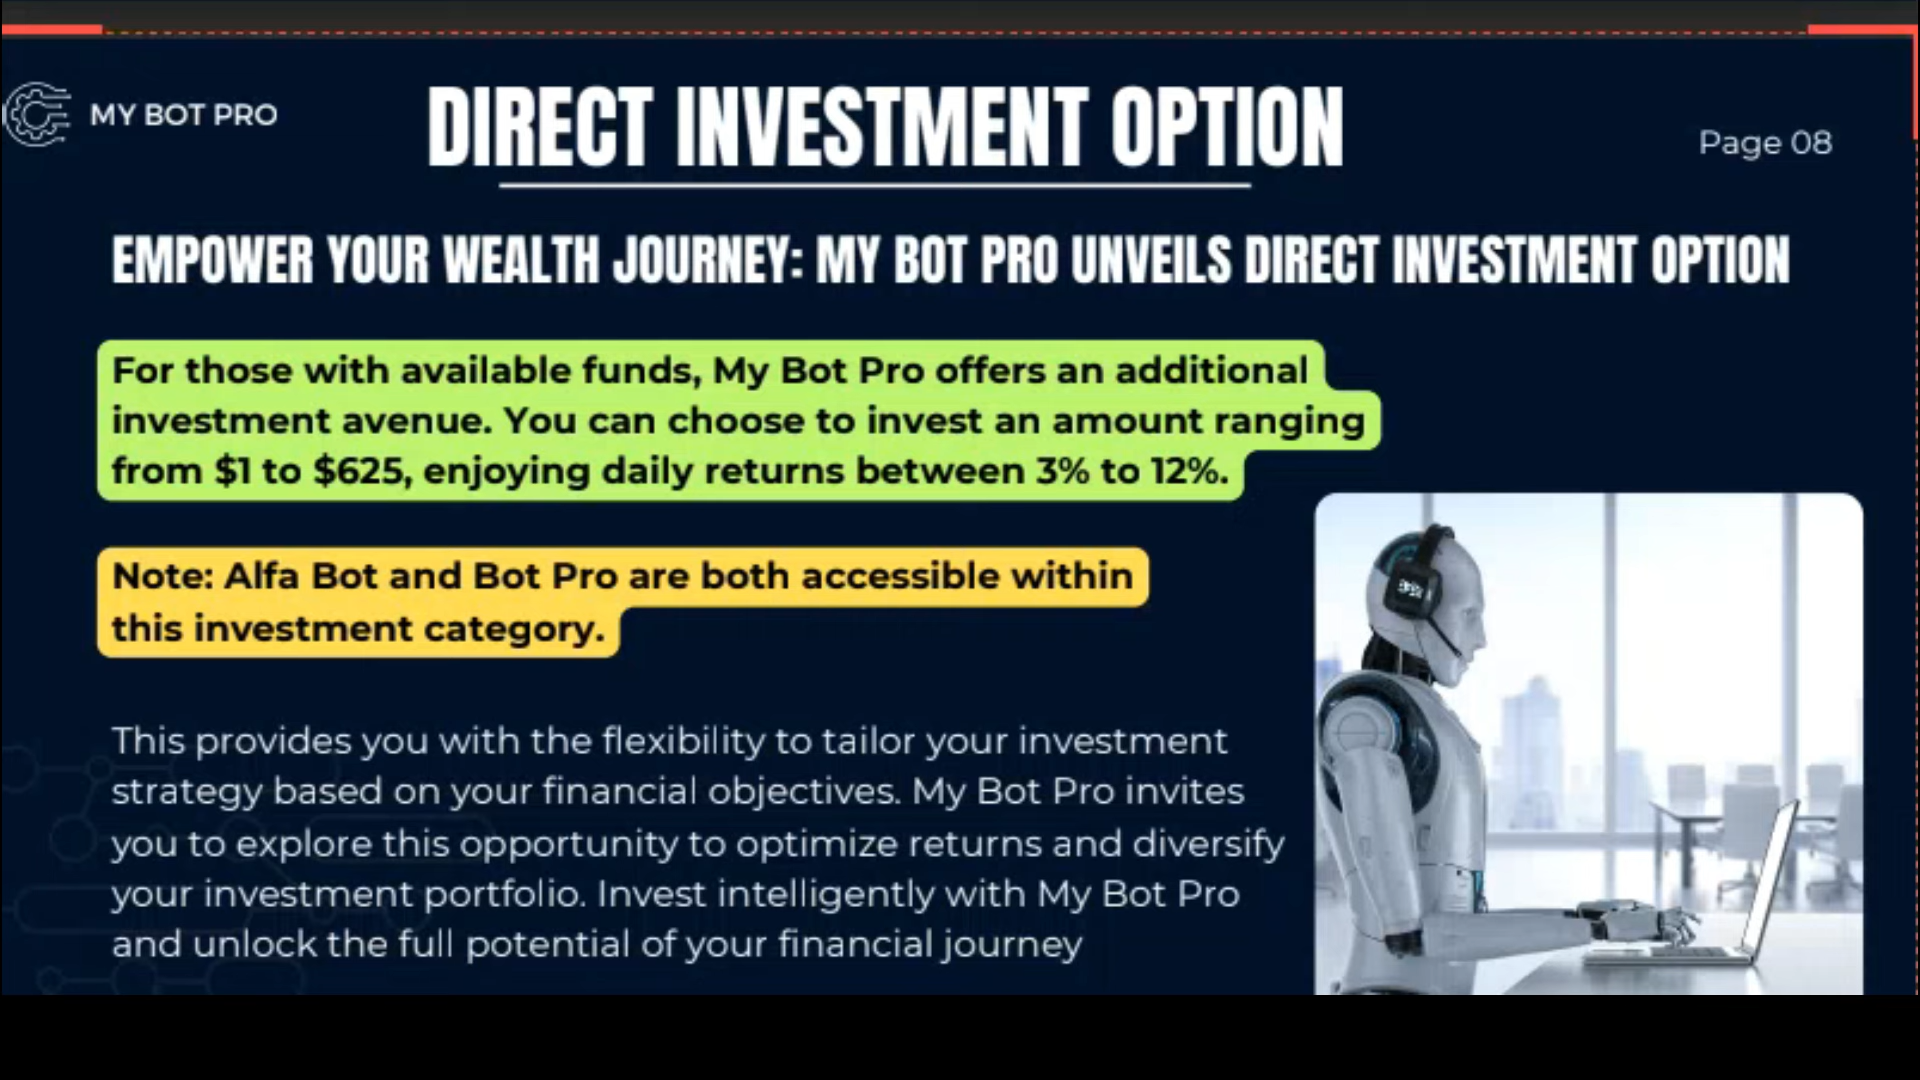 MY BOT PRO
DIRECT INVESTMENT OPTION
Page 08
EMPOWER YOUR WEALTH JOURNEY: MY BOT PRO UNVEILS DIRECT INVESTMENT OPTION
For those with available funds, My Bot Pro offers an additional
investment avenue. You can choose to invest an amount ranging
from $1 to $625, enjoying daily returns between 3% to 12%.
Note: Alfa Bot and Bot Pro are both accessible within
this investment category.
This provides you with the flexibility to tailor your investment
strategy based on your financial objectives. My Bot Pro invites
you to explore this opportunity to optimize returns and diversify
your investment portfolio. Invest intelligently with My Bot Pro
and unlock the full potential of your financial journey